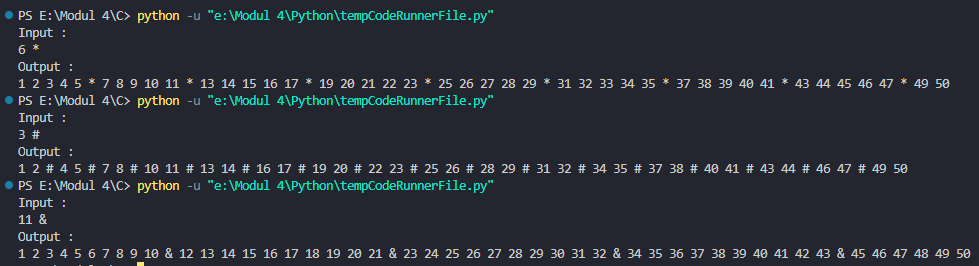 PS E:\Modul 4\C> python -u "e:\Modul 4\Python\tempCodeRunnerFile.py"
Input :
6 *
Output :
1 2 3 4 5 * 7 8 9 10 11 * 13 14 15 16 17 * 19 20 21 22 23 * 25 26 27 28 29 * 31 32 33 34 35 * 37 38 39 40 41 * 43 44 45 46 47 * 49 50
PS E:\Modul 4\C> python -u "e:\Modul 4\Python\tempCodeRunnerFile.py"
Input :
3 #
Output :
1 2 # 4 5 # 7 8 # 10 11 # 13 14 # 16 17 # 19 20 # 22 23 # 25 26 # 28 29 # 31 32 # 34 35 # 37 38 # 40 41 # 43 44 # 46 47 # 49 50
PS E:\Modul 4\C> python -u "e:\Modul 4\Python\tempCodeRunnerFile.py"
Input :
11 &
Output :
1 2 3 4 5 6 7 8 9 10 & 12 13 14 15 16 17 18 19 20 21 & 23 24 25 26 27 28 29 30 31 32 & 34 35 36 37 38 39 40 41 42 43 & 45 46 47 48 49 50